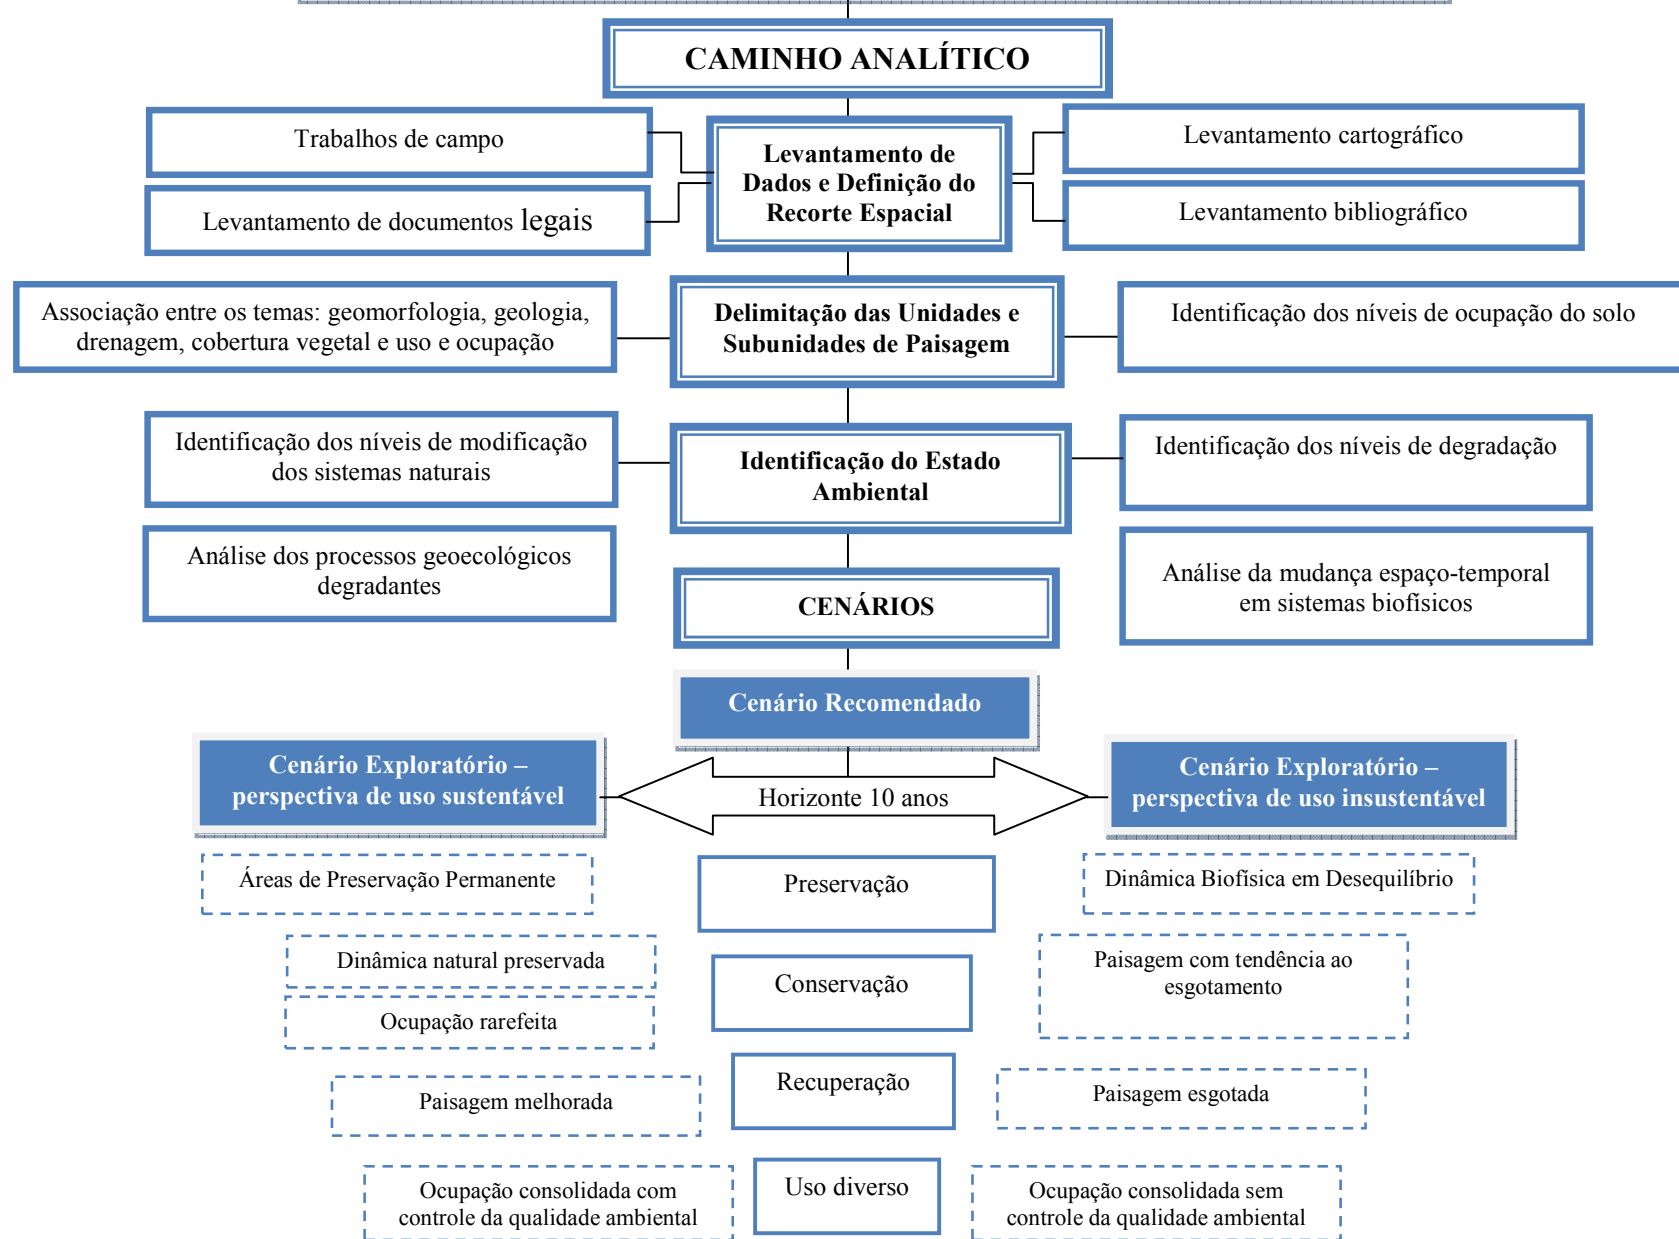 CAMINHO ANALÍTICO
Trabalhos de campo
Levantamento de documentos legais
Levantamento de
Dados e Definição do
Recorte Espacial
Levantamento cartográfico
Levantamento bibliográfico
Associação entre os temas: geomorfologia, geologia,
drenagem, cobertura vegetal e uso e ocupação
Delimitação das Unidades e
Subunidades de Paisagem
Identificação dos níveis de ocupação do solo
Identificação dos níveis de modificação
dos sistemas naturais
Identificação do Estado
Ambiental
Identificação dos níveis de degradação
Análise dos processos geoecológicos
degradantes
Análise da mudança espaço-temporal
em sistemas biofísicos
CENÁRIOS
Cenário Recomendado
Cenário Exploratório –
perspectiva de uso sustentável
Horizonte 10 anos
Cenário Exploratório –
perspectiva de uso insustentável
Áreas de Preservação Permanente
Preservação
Dinâmica Biofísica em Desequilíbrio
Dinâmica natural preservada
Ocupação rarefeita
Conservação
Paisagem com tendência ao
esgotamento
Paisagem melhorada
Recuperação
Paisagem esgotada
Ocupação consolidada com
controle da qualidade ambiental
Uso diverso
Ocupação consolidada sem
controle da qualidade ambiental